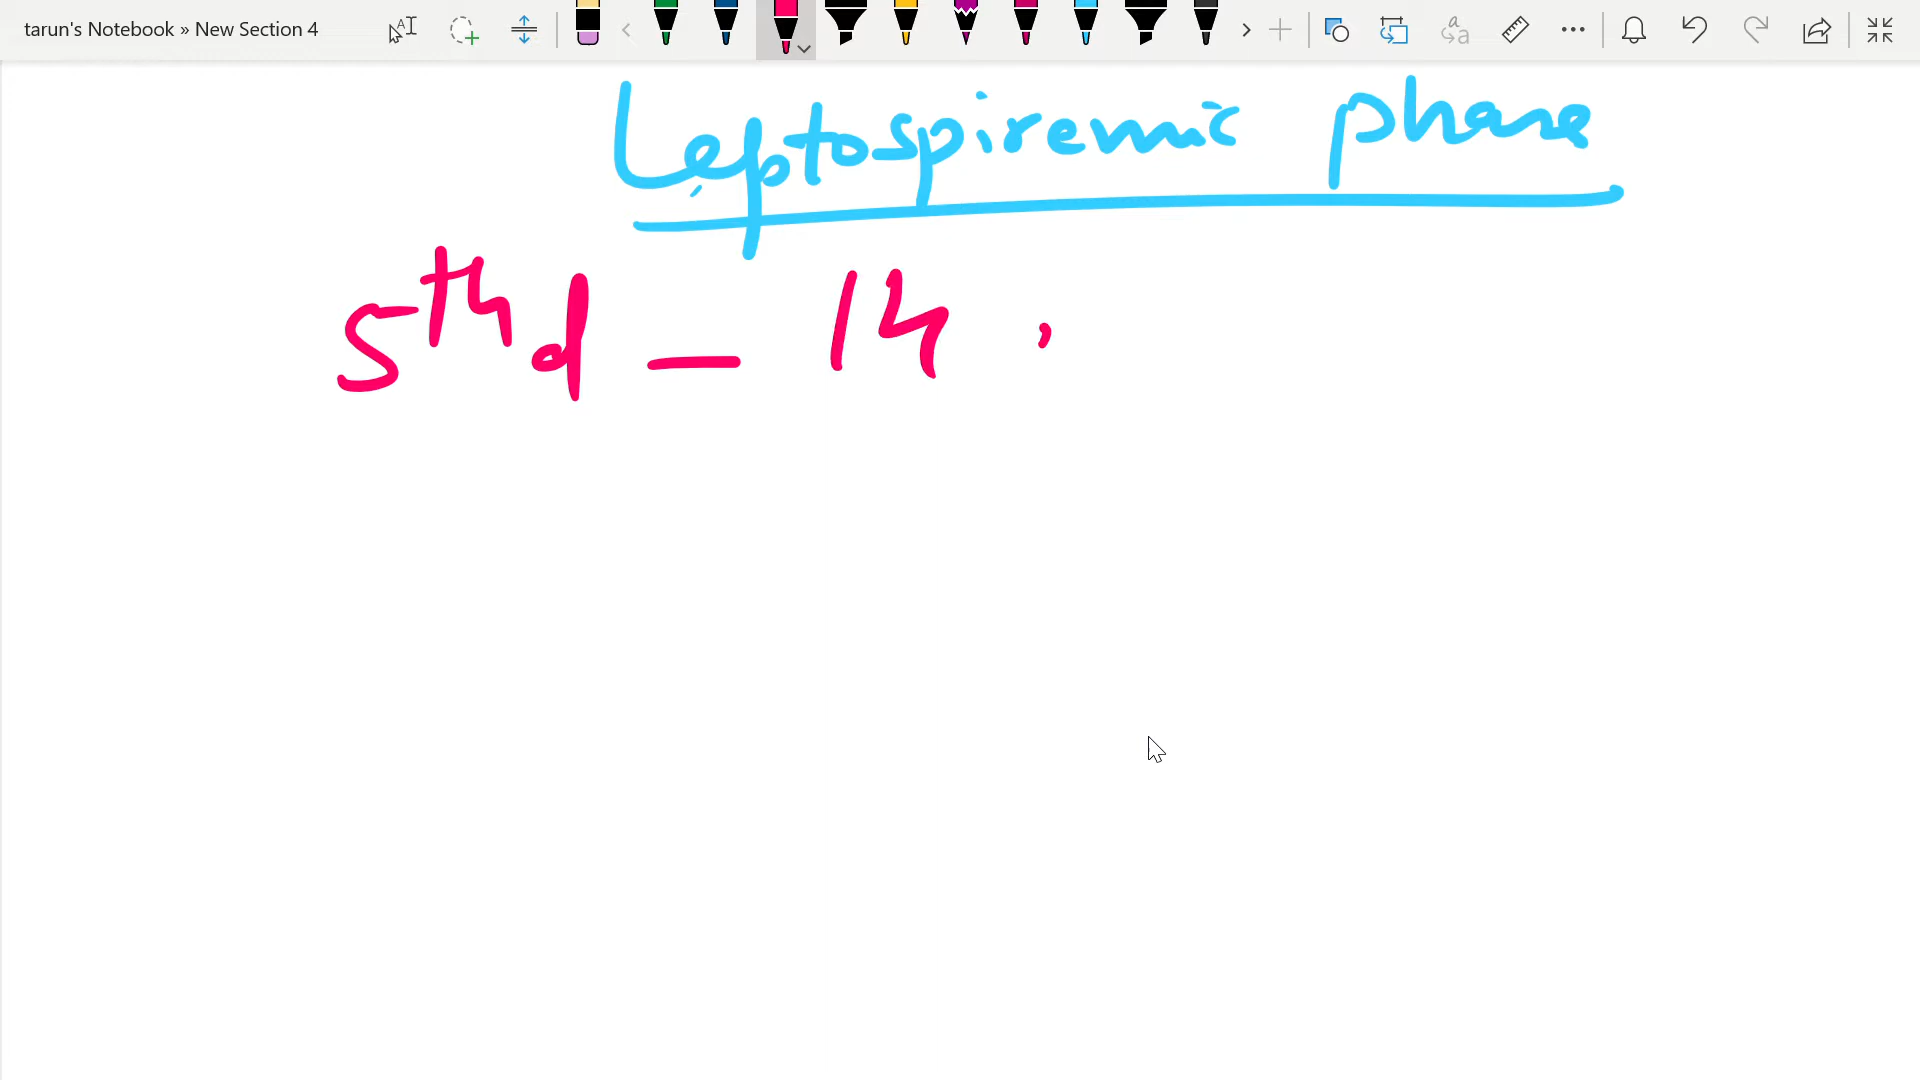 tarun's Notebook » New Section 4
Leptospiremic phase
5th d - 14